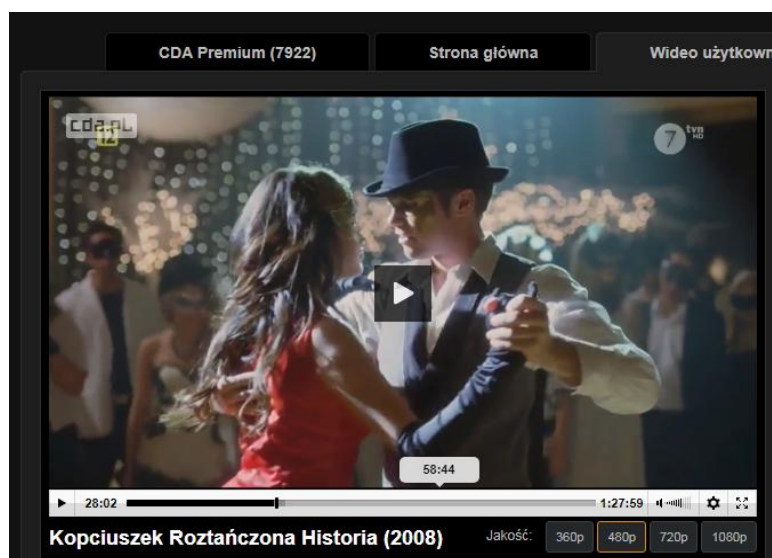 CDA Premium (7922)
Strona główna
Wideo użytkown
cda.pl
12
7 tvn
HD
58:44
28:02
1:27:59
Kopciuszek Roztańczona Historia (2008)
Jakość:
360p
480p
720p
1080p